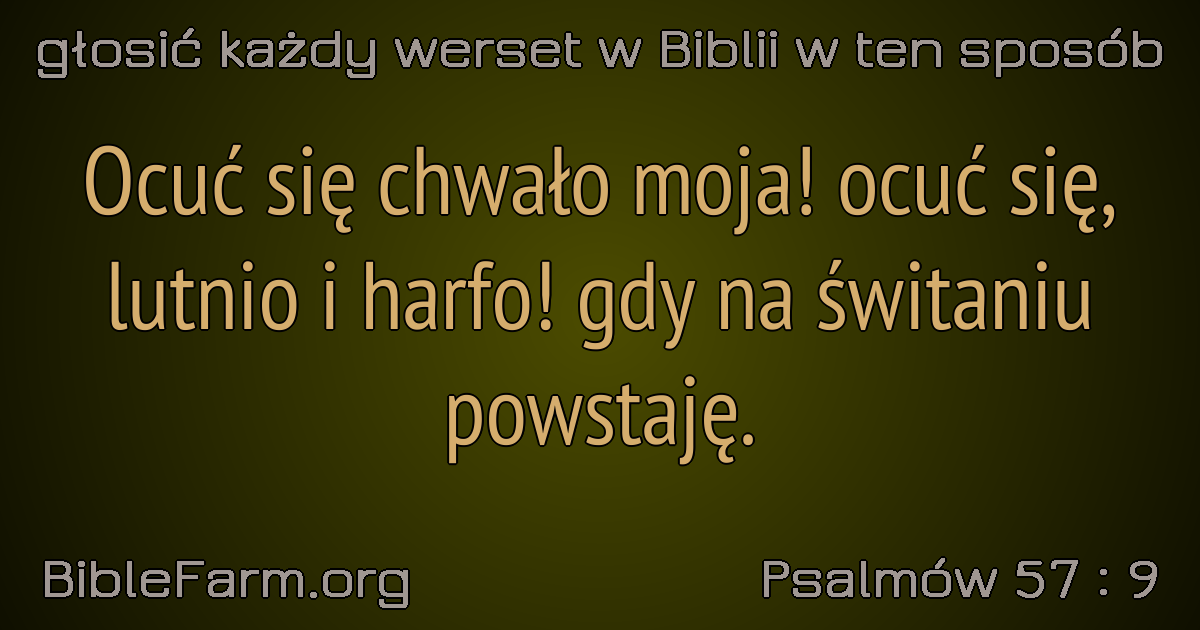 głosić każdy werset w Biblii w ten sposób
Ocuć się chwało moja! ocuć się,
lutnio i harfo! gdy na świtaniu
powstaję.
BibleFarm.org
Psalmów 57 : 9